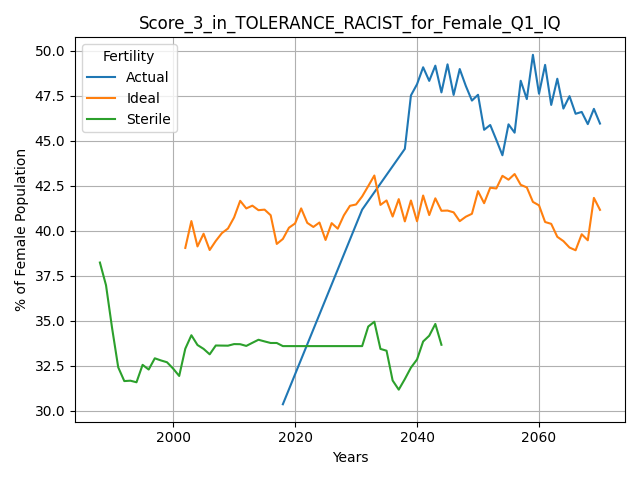 Score_3_in_TOLERANCE_RACIST_for_Female_Q1_IQ
Fertility
Actual
Ideal
Sterile
50.0
47.5
45.0
42.5
40.0
37.5
35.0
32.5
30.0
% of Female Population
2000
2020
2040
2060
Years